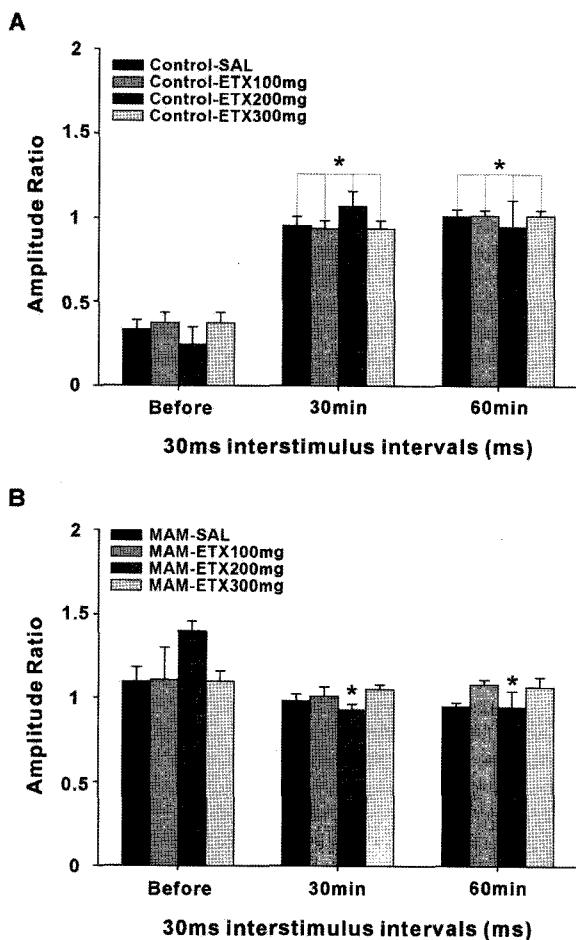 A
2
Control-SAL
Control-ETX100mg
Control-ETX200mg
Control-ETX300mg
1.5
*
*
1
0.5
0
Amplitude Ratio
Before
30min
60min
30ms interstimulus intervals (ms)
B
2
MAM-SAL
MAM-ETX100mg
MAM-ETX200mg
MAM-ETX300mg
1.5
*
*
1
0.5
0
Amplitude Ratio
Before
30min
60min
30ms interstimulus intervals (ms)